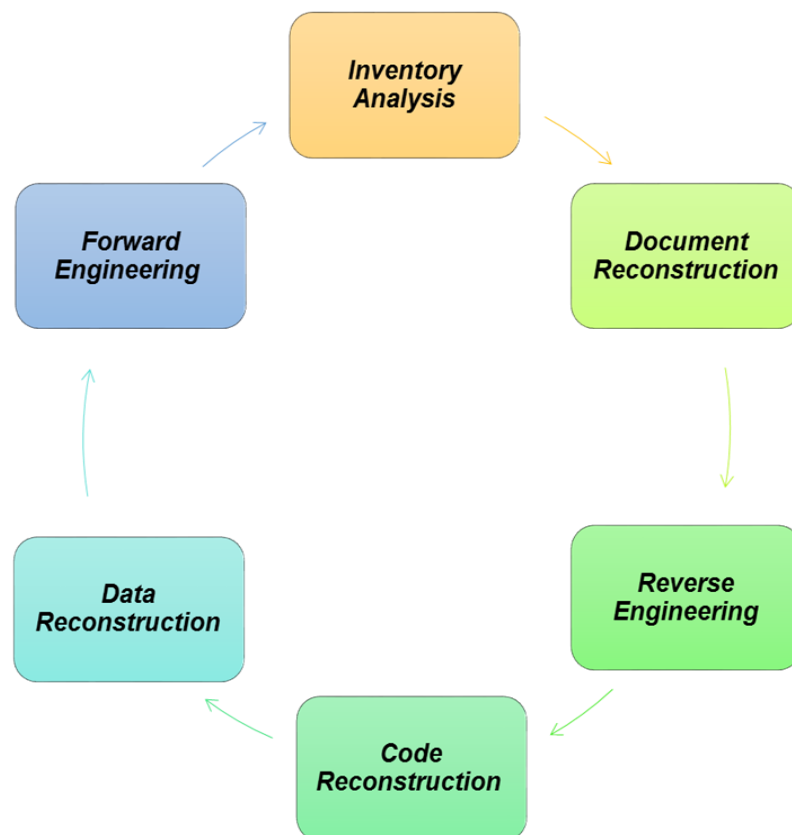 Inventory
Analysis
Document
Reconstruction
Reverse
Engineering
Code
Reconstruction
Data
Reconstruction
Forward
Engineering